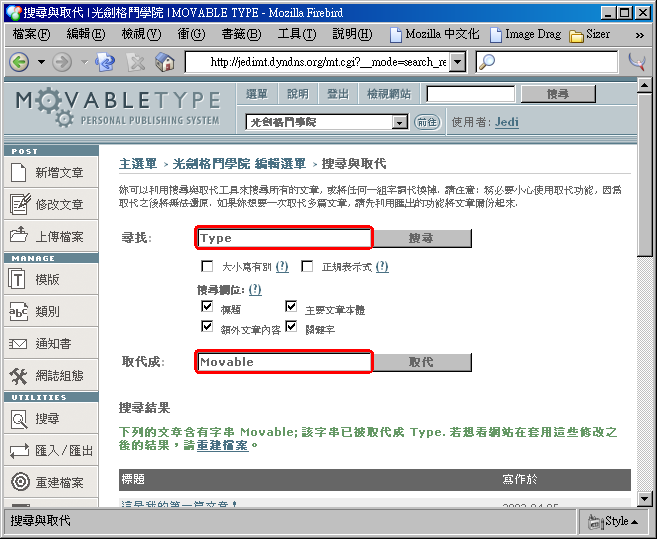 搜尋與取代 | 光劍格鬥學院 | MOVABLE TYPE - Mozilla Firebird
檔案(F) 編輯(E) 檢視(V) 衝(G) 書籤(B) 工具(T) 說明(H) Mozilla 中文化 Image Drag Sizer »
http://jedimt.dyndns.org/mt.cgi?__mode=search_re
MOVABLETYPE
PERSONAL PUBLISHING SYSTEM
選單 說明 登出 檢視網站 搜尋
光劍格鬥學院 前往 使用者: Jedi
POST
新增文章
修改文章
上傳檔案
MANAGE
模版
類別
通知書
網誌組態
UTILITIES
搜尋
匯入/匯出
重建檔案
主選單 > 光劍格鬥學院 編輯選單 > 搜尋與取代
妳可以利用搜尋與取代工具來搜尋所有的文章, 或將任何一組字詞代換掉. 請注意: 務必要小心使用取代功能, 因為
取代之後將無法還原. 如果妳想要一次取代多篇文章, 請先利用匯出的功能將文章備份起來.
尋找: Type 搜尋
大小寫有別 (?) 正規表示式 (?)
搜尋欄位: (?)
標題 主要文章本體
額外文章內容 關鍵字
取代成: Movable 取代
搜尋結果
下列的文章含有字串 Movable; 該字串已被取代成 Type. 若想看網站在套用這些修改之
後的結果，請重建檔案。
標題 寫作於
這是我的第一篇文章！
搜尋與取代 Style